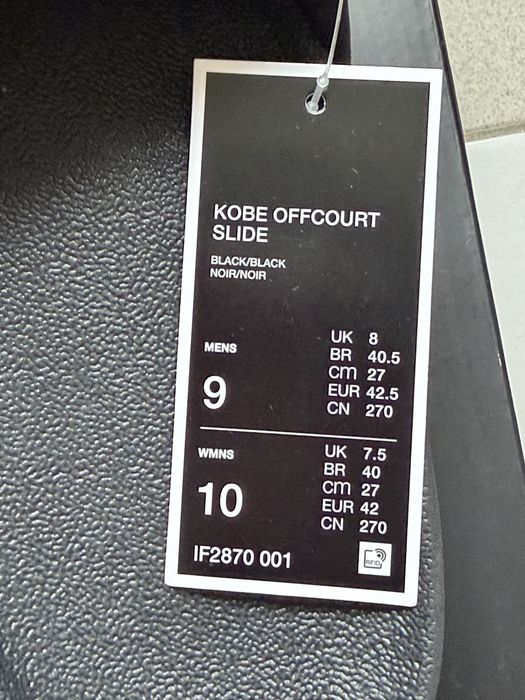 KOBE OFFCOURT
SLIDE
BLACK/BLACK
NOIR/NOIR
MENS
9
UK 8
BR 40.5
cm 27
EUR 42.5
CN 270
WMNS
10
UK 7.5
BR 40
cm 27
EUR 42
CN 270
IF2870 001
RFID